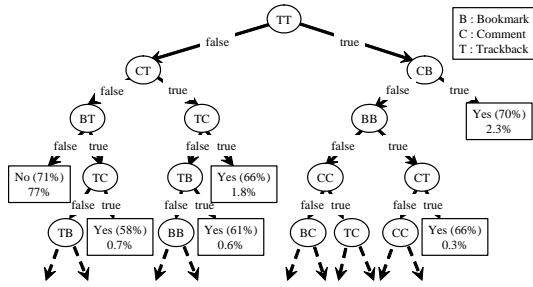 TT
B : Bookmark
C : Comment
T : Trackback
false
true
CT
CB
false
true
false
true
BT
TC
BB
Yes (70%)
2.3%
false
true
false
true
false
true
No (71%)
77%
TC
TB
Yes (66%)
1.8%
CC
CT
false
true
false
true
false
true
false
true
TB
Yes (58%)
0.7%
BB
Yes (61%)
0.6%
BC
TC
CC
Yes (66%)
0.3%